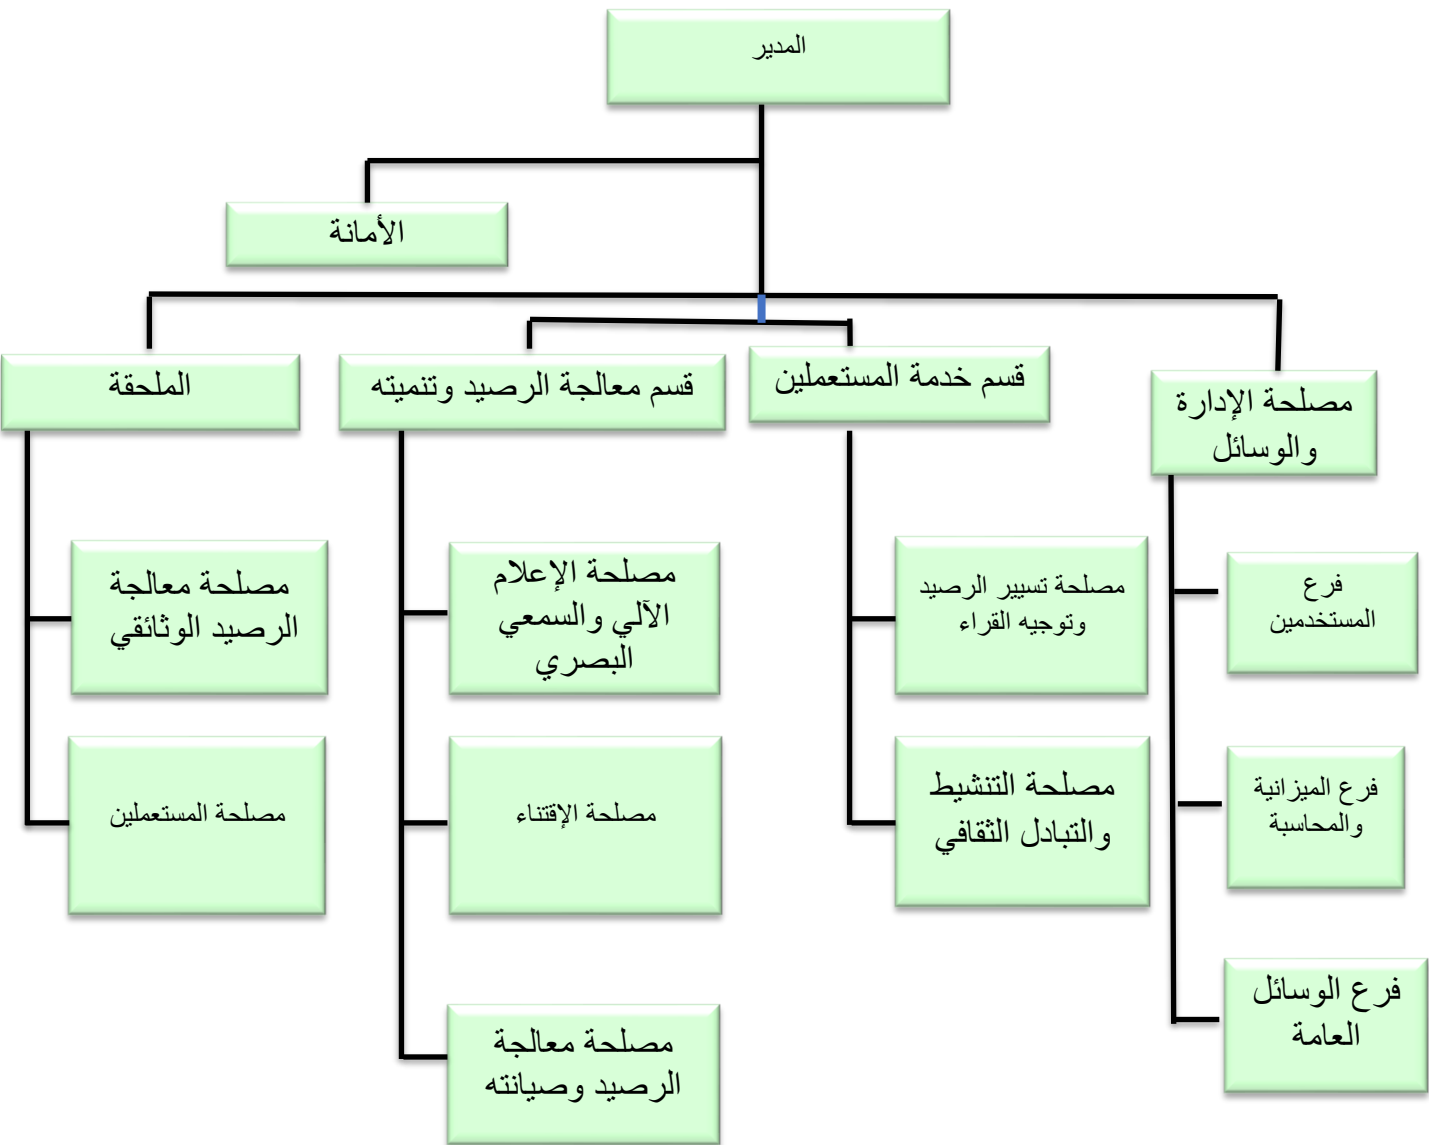 المدير
الأمانة
مصلحة الإدارة
والوسائل
قسم خدمة المستعملين
قسم معالجة الرصيد وتنميته
الملحقة
فرع
المستخدمين
مصلحة تسيير الرصيد
وتوجيه القراء
مصلحة الإعلام
الآلي والسمعي
البصري
مصلحة معالجة
الرصيد الوثائقي
فرع الميزانية
والمحاسبة
مصلحة التنشيط
والتبادل الثقافي
مصلحة الإقتناء
مصلحة المستعملين
فرع الوسائل
العامة
مصلحة معالجة
الرصيد وصيانته